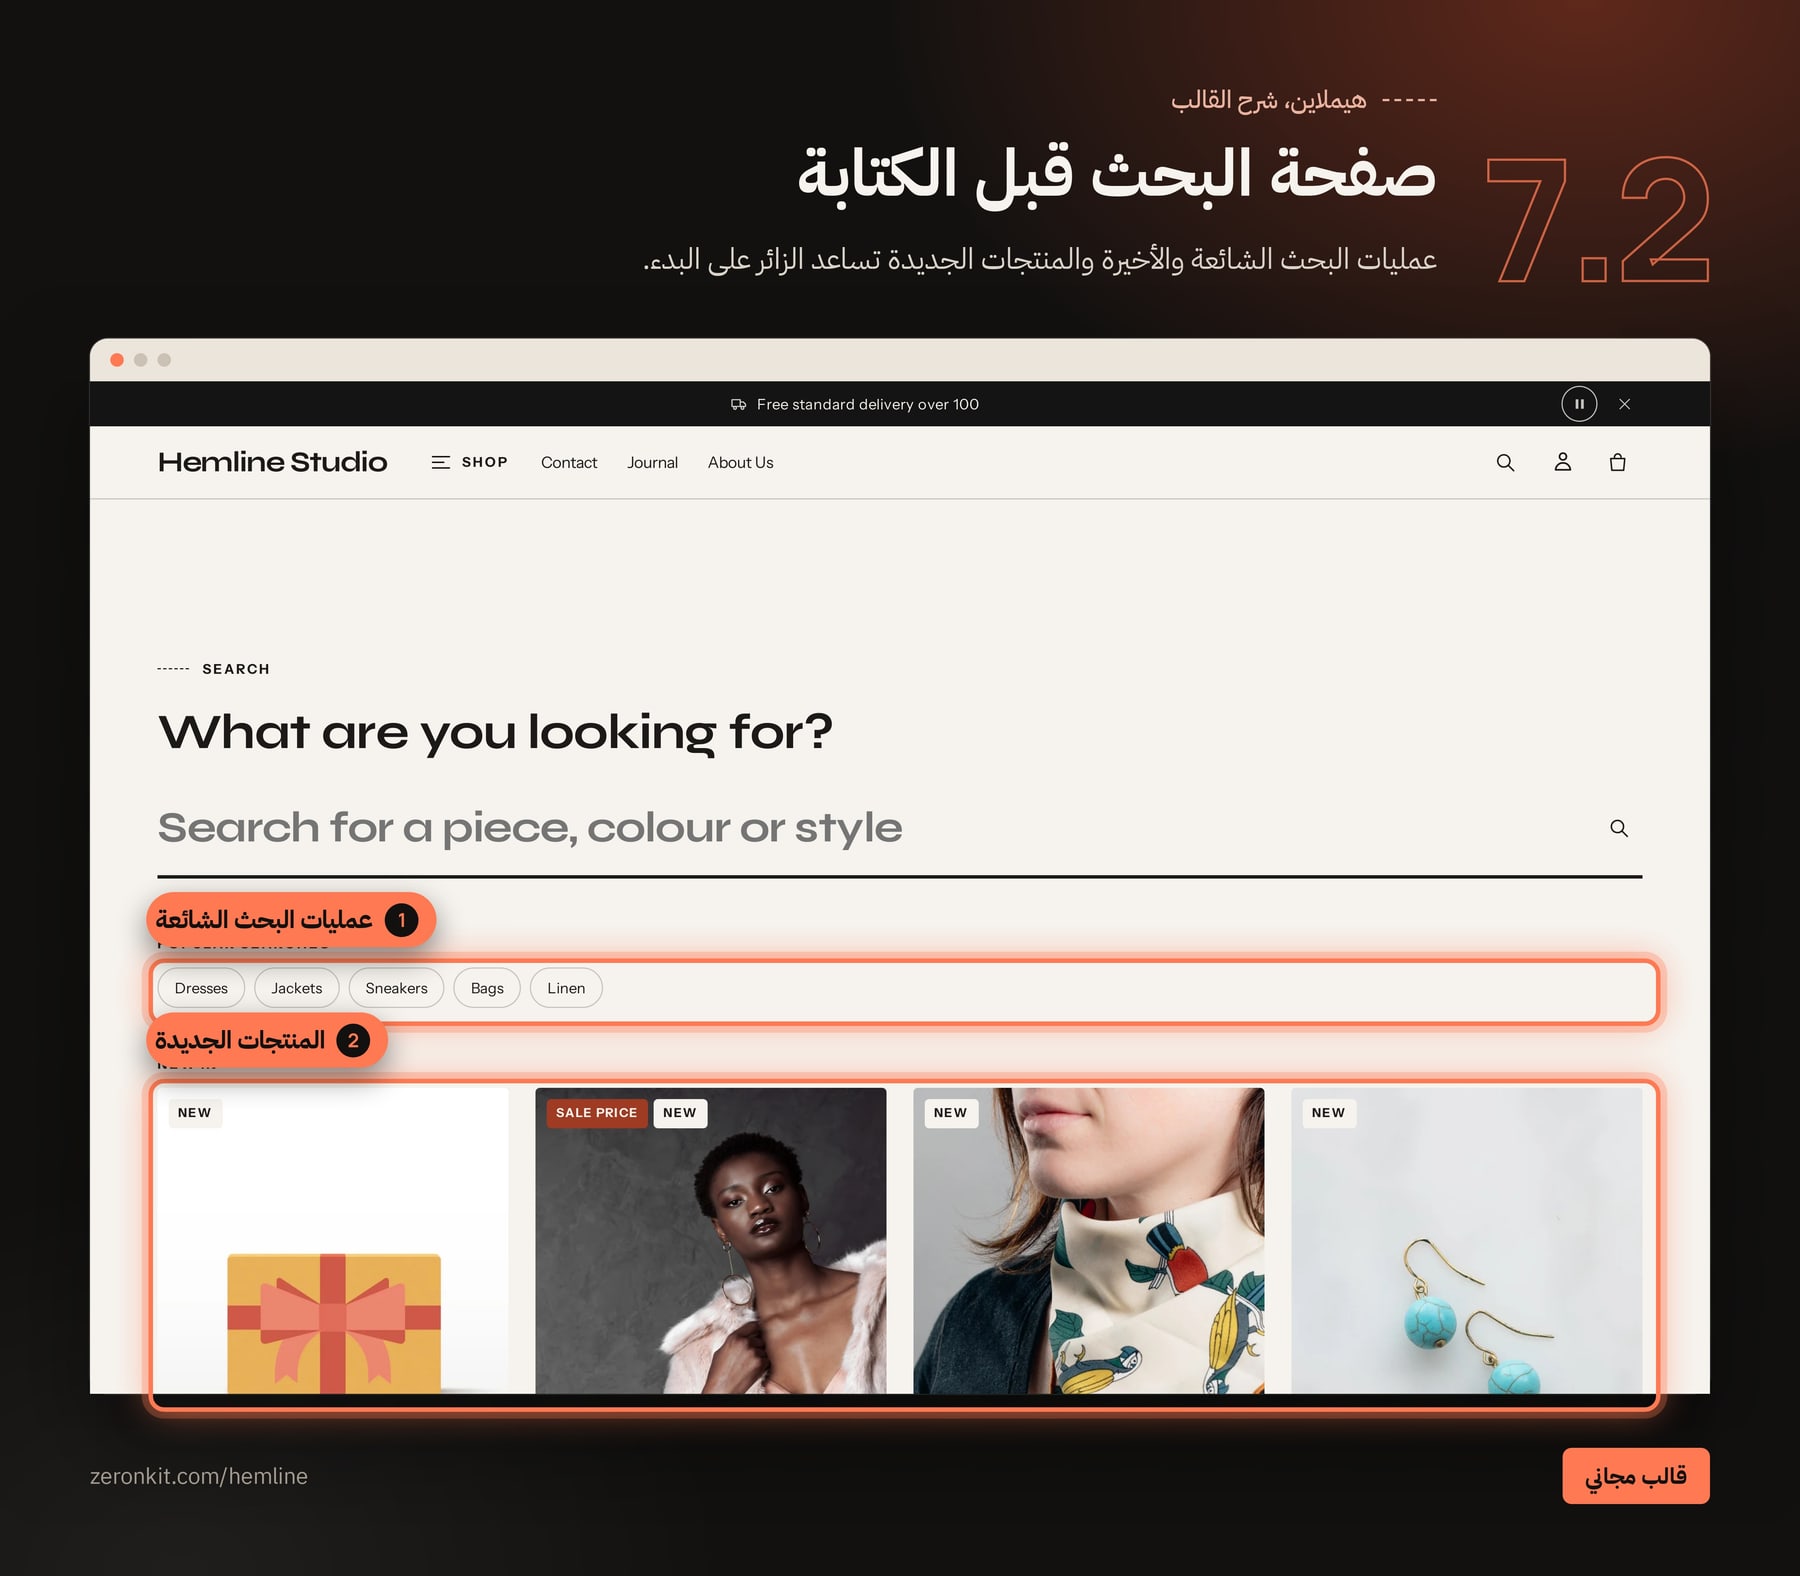 هيملاين، شرح القالب
7.2
صفحة البحث قبل الكتابة
عمليات البحث الشائعة والأخيرة والمنتجات الجديدة تساعد الزائر على البدء.
Free standard delivery over 100
Hemline Studio SHOP Contact Journal About Us
SEARCH
What are you looking for?
Search for a piece, colour or style
1 عمليات البحث الشائعة
Dresses Jackets Sneakers Bags Linen
2 المنتجات الجديدة
NEW SALE PRICE NEW NEW NEW
zeronkit.com/hemline
قالب مجاني